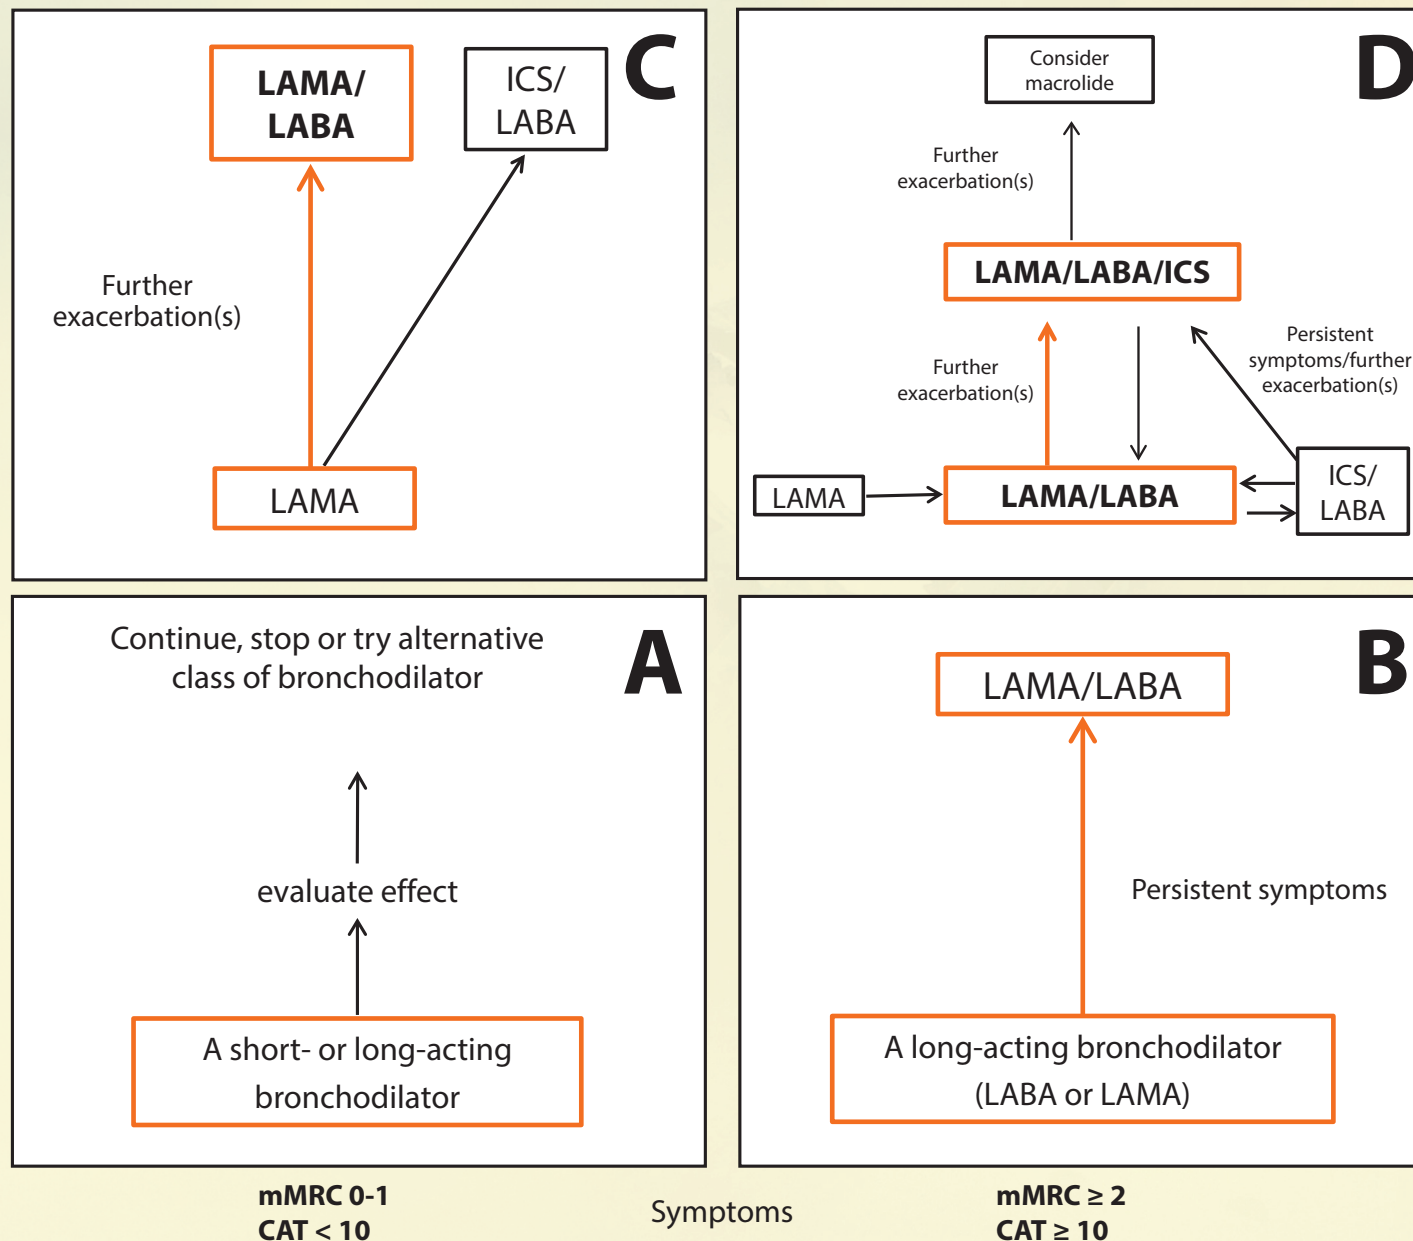 C
LAMA/
LABA
ICS/
LABA
Further
exacerbation(s)
LAMA
D
Consider
macrolide
Further
exacerbation(s)
LAMA/LABA/ICS
Further
exacerbation(s)
Persistent
symptoms/further
exacerbation(s)
LAMA
LAMA/LABA
ICS/
LABA
A
Continue, stop or try alternative
class of bronchodilator
evaluate effect
A short- or long-acting
bronchodilator
B
LAMA/LABA
Persistent symptoms
A long-acting bronchodilator
(LABA or LAMA)
mMRC 0-1
CAT < 10
Symptoms
mMRC ≥ 2
CAT ≥ 10